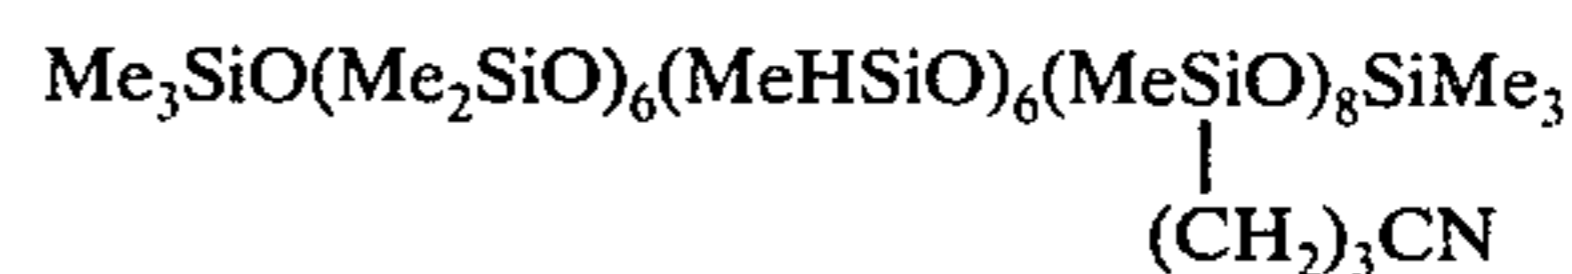 Me₃SiO(Me₂SiO)₆(MeHSiO)₆(MeSiO)₈SiMe₃
(CH₂)₃CN